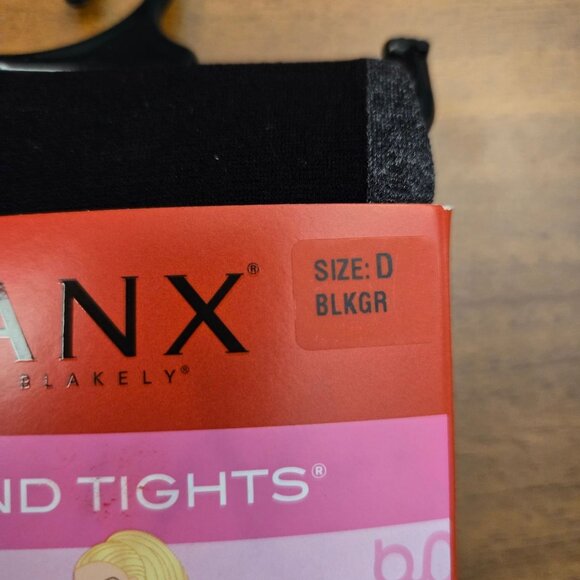 ANX®
SIZE: D
BLKGR
BLAKELY®
ND TIGHTS®